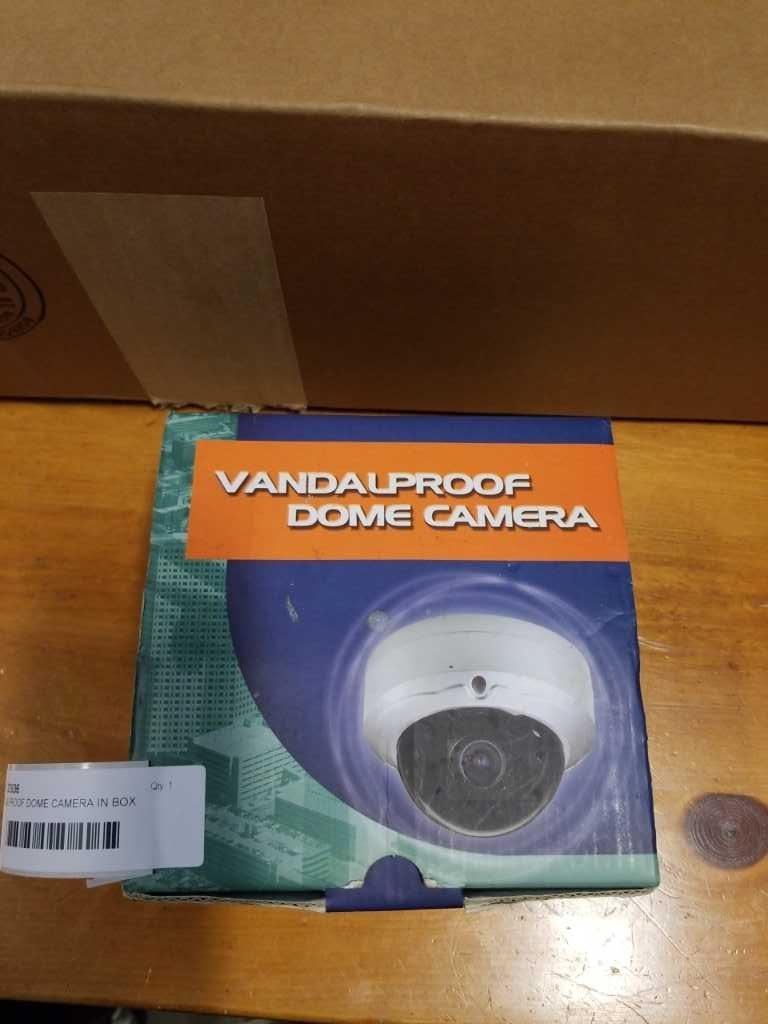 VANDALPROOF
DOME CAMERA
Qty: 1
PROOF DOME CAMERA IN BOX